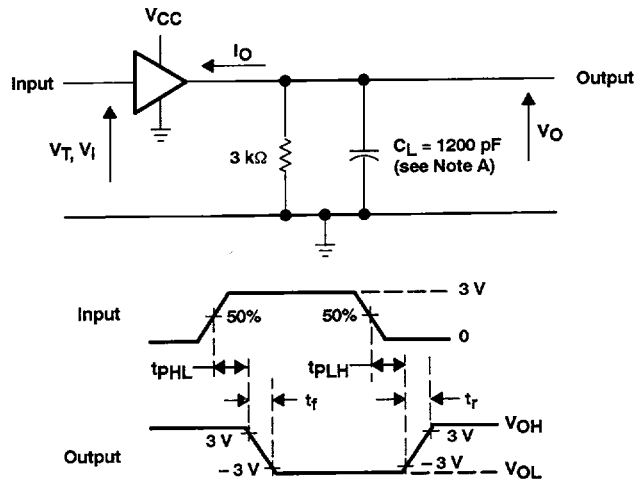 VCC
IO
Input
Output
VT, VI
3 kΩ
CL = 1200 pF
(see Note A)
VO
3 V
Input
50%
50%
0
tPHL
tPLH
tf
tr
VOH
3 V
3 V
Output
– 3 V
– 3 V
VOL